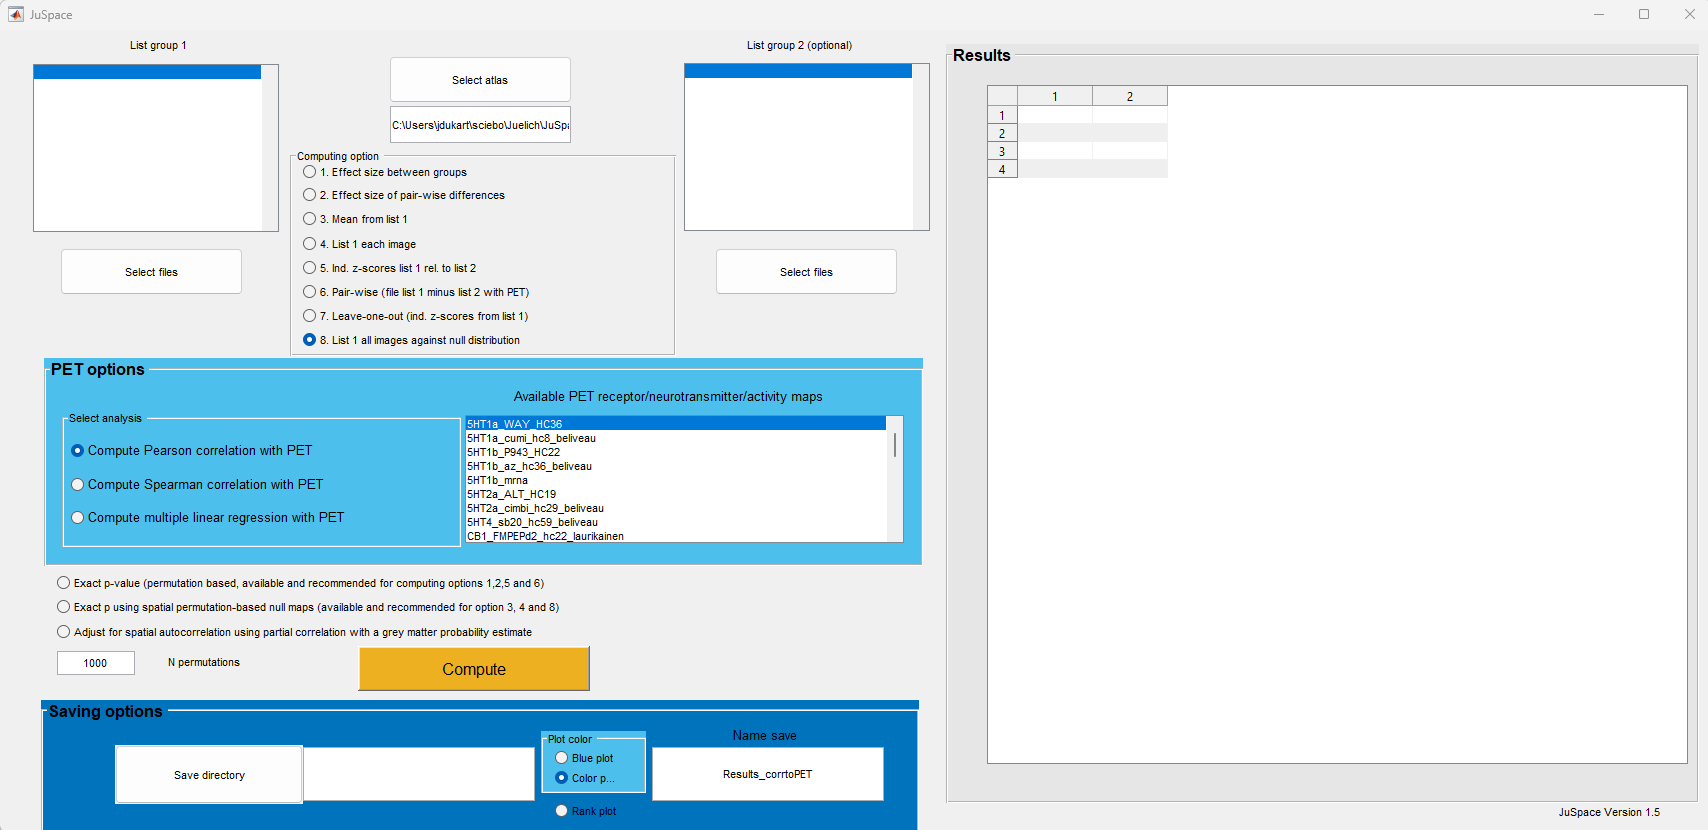 JuSpace
List group 1
List group 2 (optional)
Select atlas
C:\Users\jdukart\sciebo\Juelich\JuSpa
Computing option
1. Effect size between groups
2. Effect size of pair-wise differences
3. Mean from list 1
4. List 1 each image
5. Ind. z-scores list 1 rel. to list 2
6. Pair-wise (file list 1 minus list 2 with PET)
7. Leave-one-out (ind. z-scores from list 1)
8. List 1 all images against null distribution
Select files
Select files
PET options
Select analysis
Compute Pearson correlation with PET
Compute Spearman correlation with PET
Compute multiple linear regression with PET
Available PET receptor/neurotransmitter/activity maps
5HT1a_WAY_HC36
5HT1a_cumi_hc8_beliveau
5HT1b_P943_HC22
5HT1b_az_hc36_beliveau
5HT1b_mrna
5HT2a_ALT_HC19
5HT2a_cimbi_hc29_beliveau
5HT4_sb20_hc59_beliveau
CB1_FMPEPd2_hc22_laurikainen
Exact p-value (permutation based, available and recommended for computing options 1,2,5 and 6)
Exact p using spatial permutation-based null maps (available and recommended for option 3, 4 and 8)
Adjust for spatial autocorrelation using partial correlation with a grey matter probability estimate
1000
N permutations
Compute
Saving options
Save directory
Plot color
Blue plot
Color p...
Rank plot
Name save
Results_corrtoPET
Results
1 2
1
2
3
4
JuSpace Version 1.5